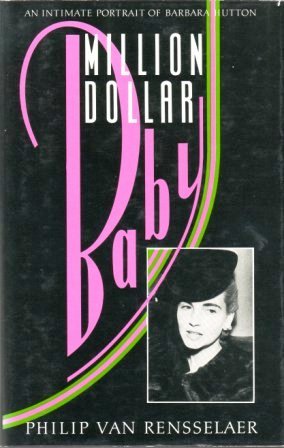 AN INTIMATE PORTRAIT OF BARBARA HUTTON
MILLION
DOLLAR
Baby
PHILIP VAN RENSSELAER